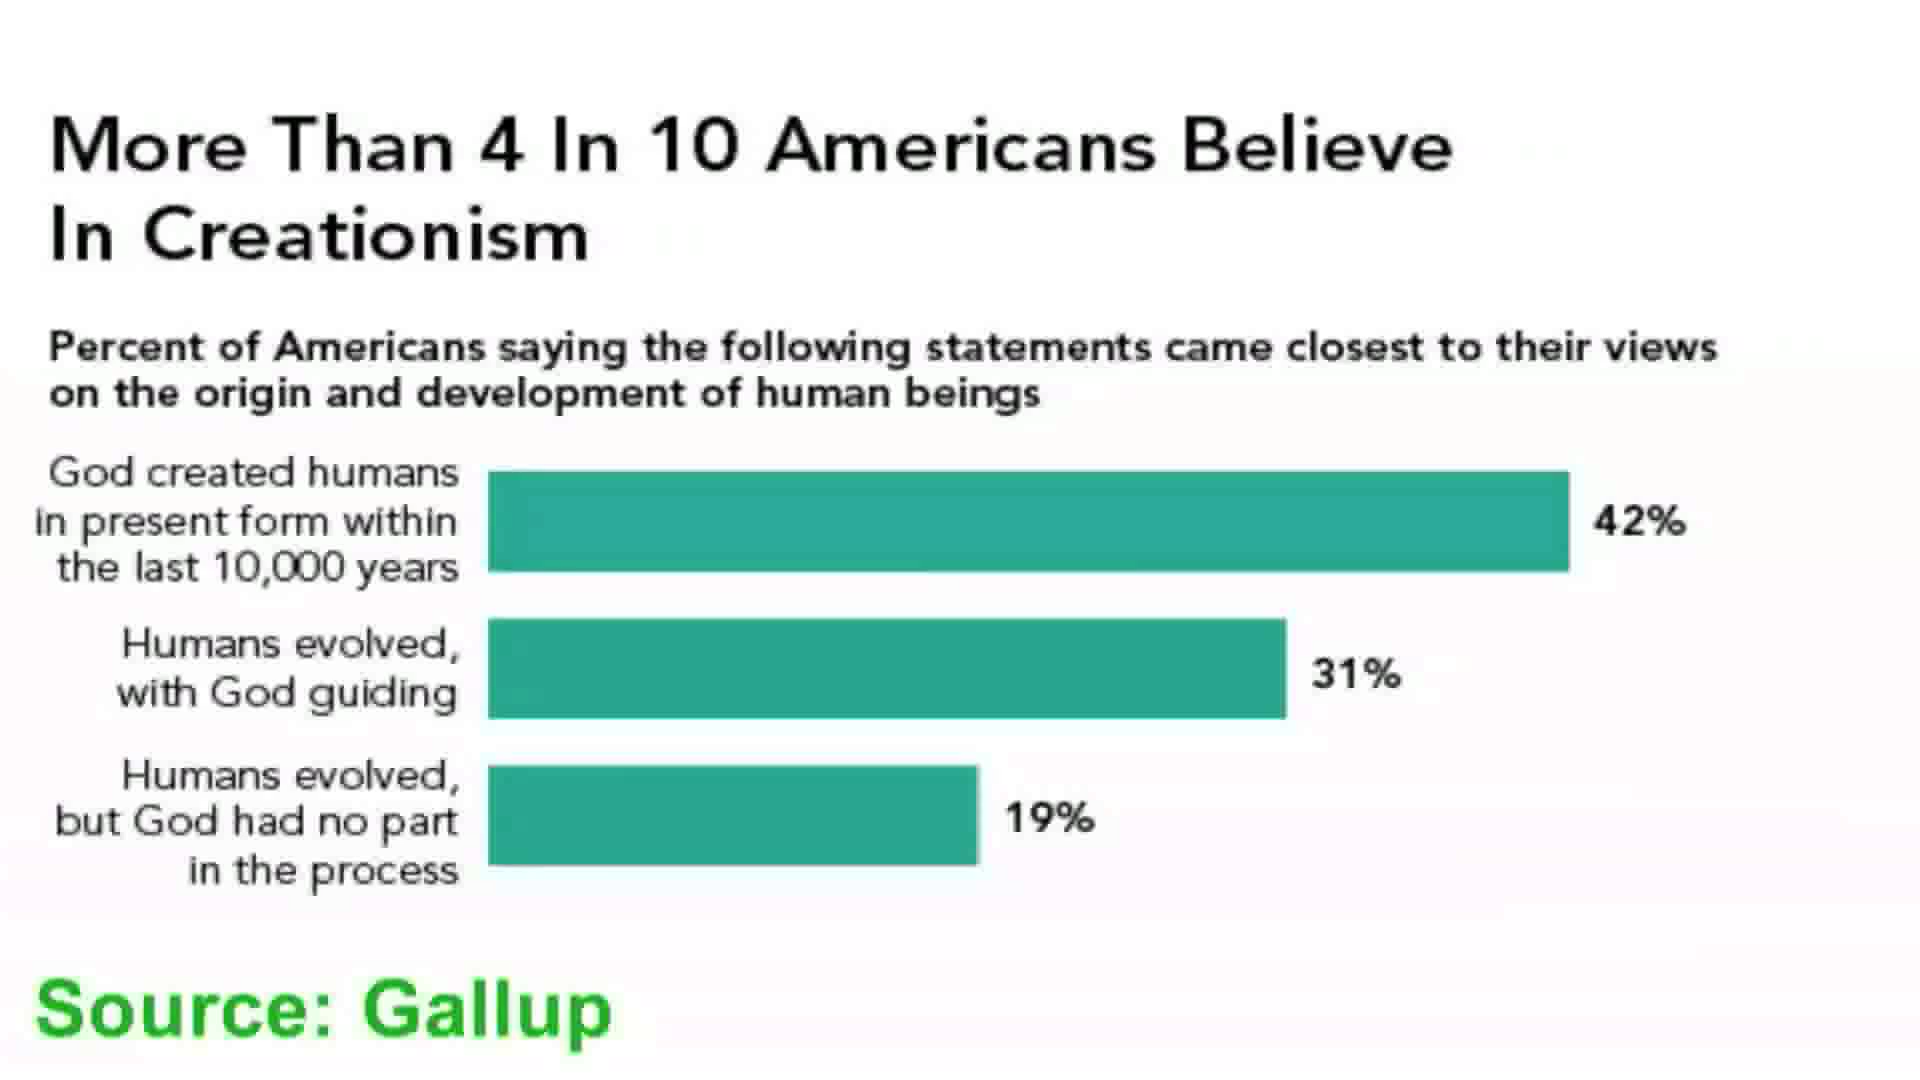 More Than 4 In 10 Americans Believe
In Creationism
Percent of Americans saying the following statements came closest to their views
on the origin and development of human beings
God created humans
in present form within
the last 10,000 years
42%
Humans evolved,
with God guiding
31%
Humans evolved,
but God had no part
in the process
19%
Source: Gallup